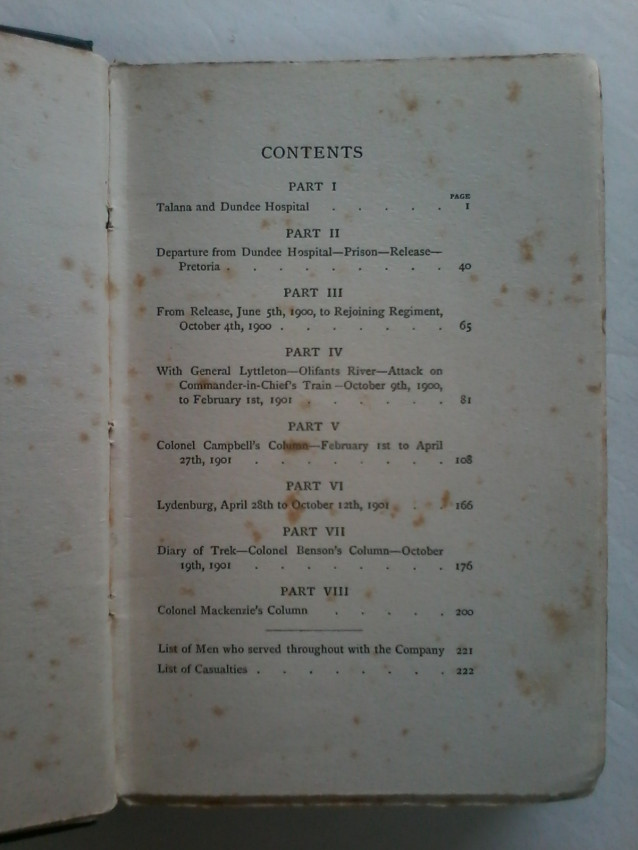 CONTENTS
PART I
PAGE
Talana and Dundee Hospital . . . . . 1
PART II
Departure from Dundee Hospital—Prison—Release—
Pretoria . . . . . . . . . 40
PART III
From Release, June 5th, 1900, to Rejoining Regiment,
October 4th, 1900 . . . . . . . 65
PART IV
With General Lyttleton—Olifants River—Attack on
Commander-in-Chief's Train—October 9th, 1900,
to February 1st, 1901 . . . . . . 81
PART V
Colonel Campbell's Column—February 1st to April
27th, 1901 . . . . . . . . 108
PART VI
Lydenburg, April 28th to October 12th, 1901 . . 166
PART VII
Diary of Trek—Colonel Benson's Column—October
19th, 1901 . . . . . . . . 176
PART VIII
Colonel Mackenzie's Column . . . . . 200
List of Men who served throughout with the Company 221
List of Casualties . . . . . . . . 222